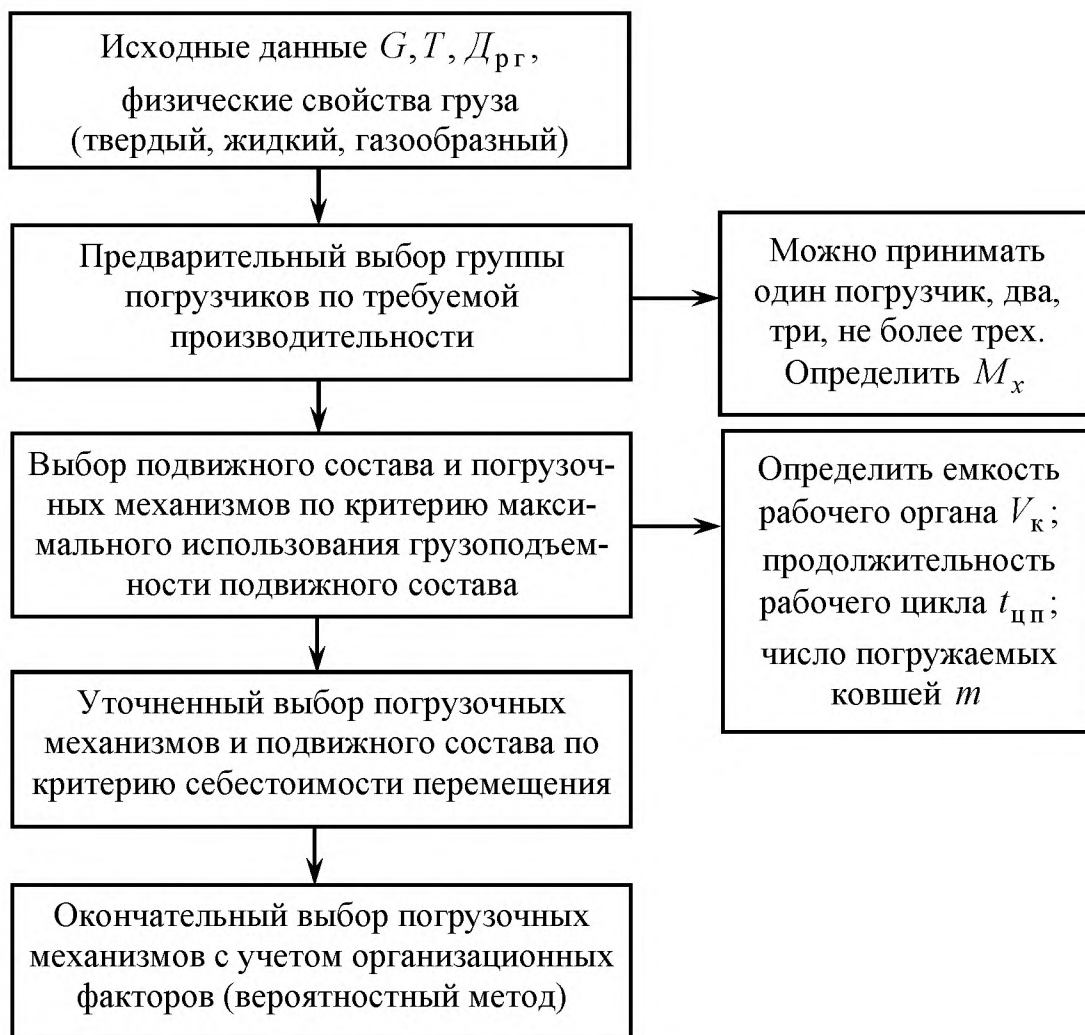 Исходные данные G, T, Д_рг,
физические свойства груза
(твердый, жидкий, газообразный)
Предварительный выбор группы
погрузчиков по требуемой
производительности
Можно принимать
один погрузчик, два,
три, не более трех.
Определить M_x
Выбор подвижного состава и погрузоч-
ных механизмов по критерию макси-
мального использования грузоподъем-
ности подвижного состава
Определить емкость
рабочего органа V_к;
продолжительность
рабочего цикла t_цп;
число погружаемых
ковшей m
Уточненный выбор погрузочных
механизмов и подвижного состава по
критерию себестоимости перемещения
Окончательный выбор погрузочных
механизмов с учетом организационных
факторов (вероятностный метод)